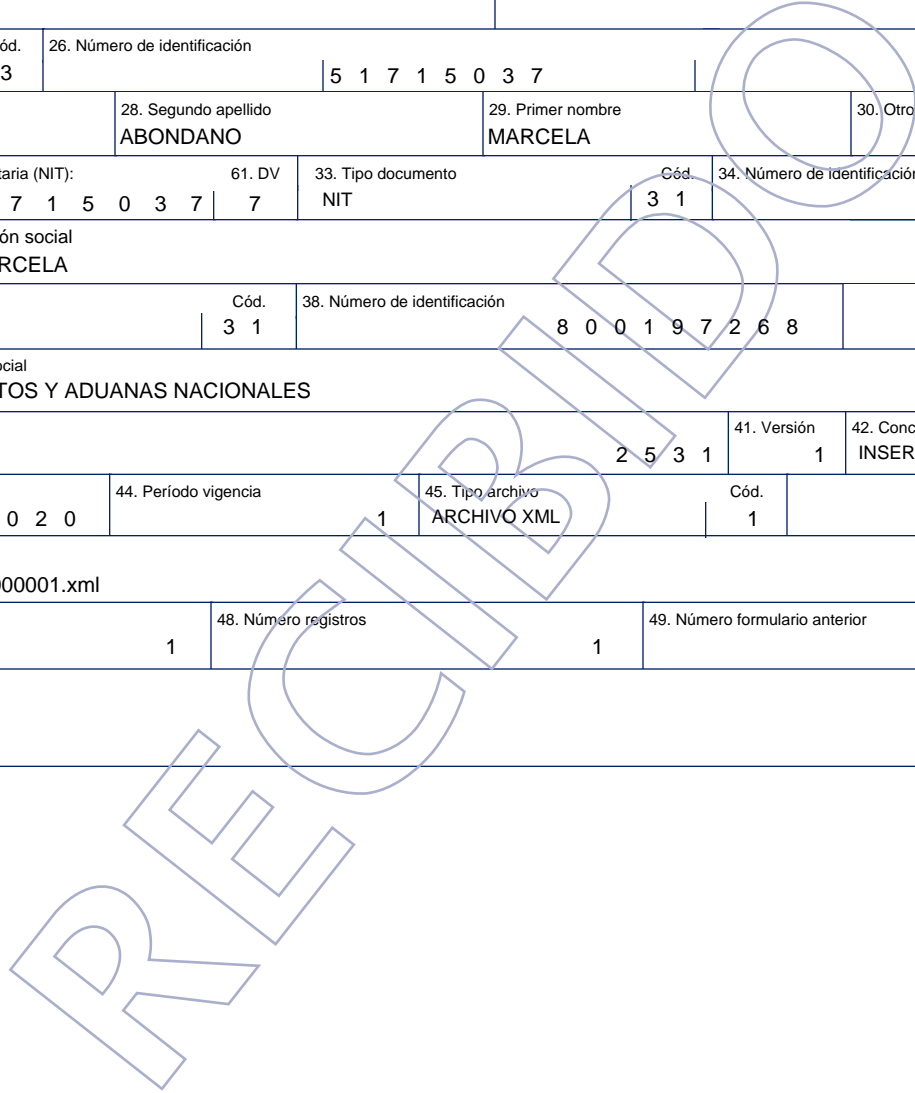 ód. 26. Número de identificación
3 5 1 7 1 5 0 3 7
28. Segundo apellido 29. Primer nombre 30. Otro
ABONDANO MARCELA
taria (NIT): 61. DV 33. Tipo documento Cód. 34. Número de identificación
7 1 5 0 3 7 7 NIT 3 1
ón social
RCELA
Cód. 38. Número de identificación
3 1 8 0 0 1 9 7 2 6 8
ocial
TOS Y ADUANAS NACIONALES
41. Versión 42. Conc
2 5 3 1 1 INSER
44. Período vigencia 45. Tipo archivo Cód.
0 2 0 1 ARCHIVO XML 1
000001.xml
48. Número registros 49. Número formulario anterior
1 1
RECIBIDO